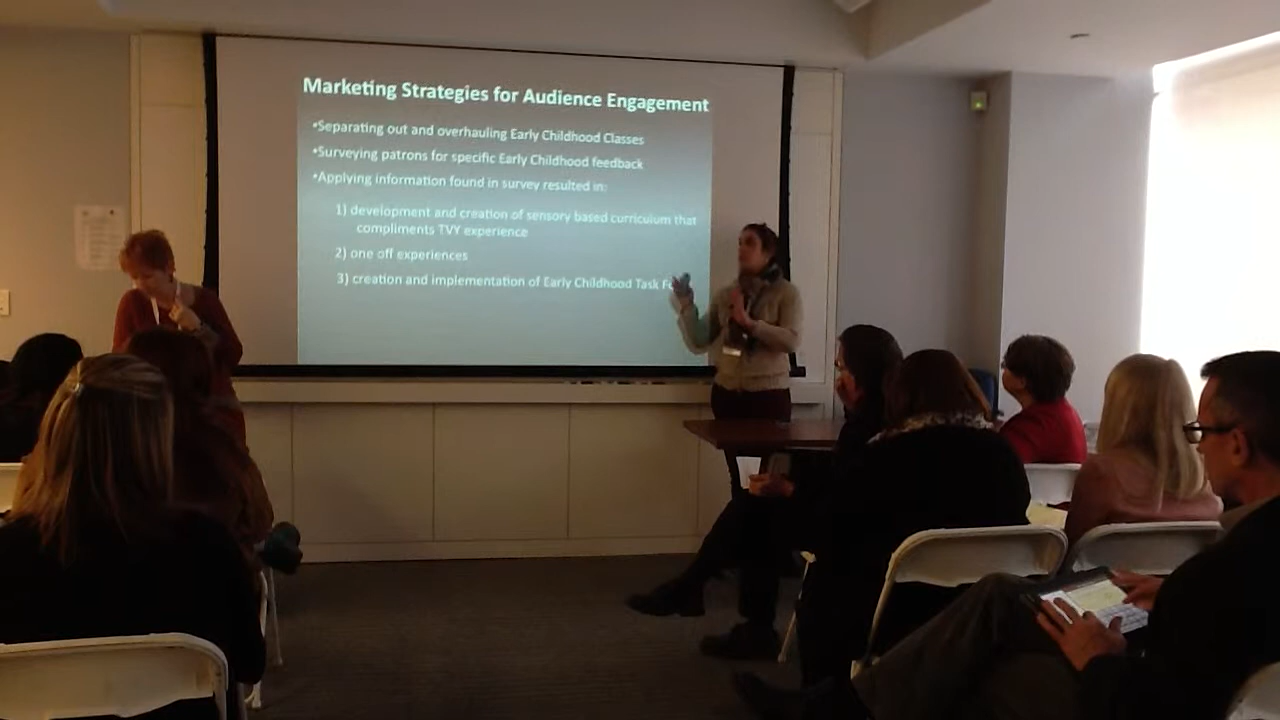 Marketing Strategies for Audience Engagement
•Separating out and overhauling Early Childhood Classes
•Surveying patrons for specific Early Childhood feedback
•Applying information found in survey resulted in:
1) development and creation of sensory based curriculum that
compliments TVY experience
2) one off experiences
3) creation and implementation of Early Childhood Task